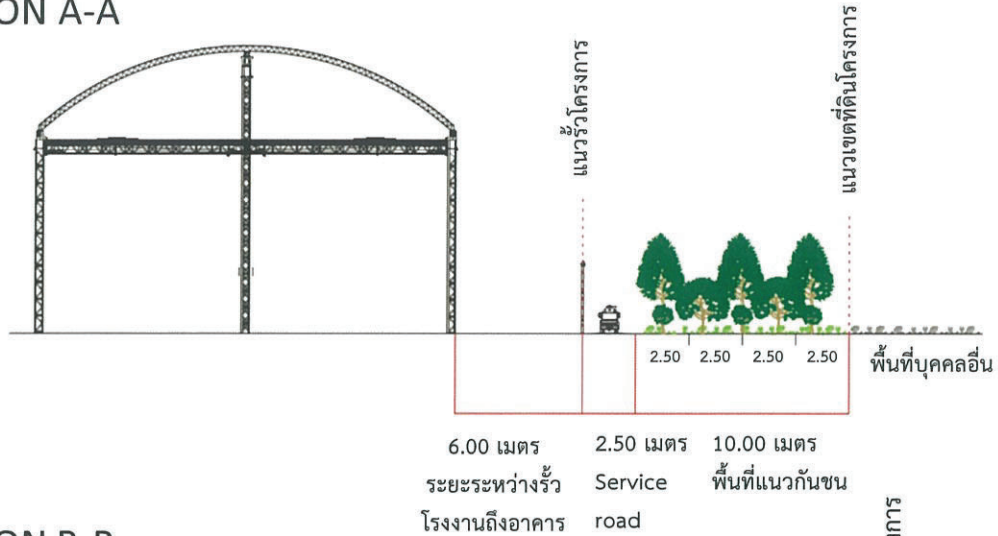 ON A-A
แนวรั้วโครงการ
แนวเขตที่ดินโครงการ
2.50 2.50 2.50 2.50
พื้นที่บุคคลอื่น
6.00 เมตร
ระยะระหว่างรั้ว
โรงงานถึงอาคาร
2.50 เมตร
Service
road
10.00 เมตร
พื้นที่แนวกันชน